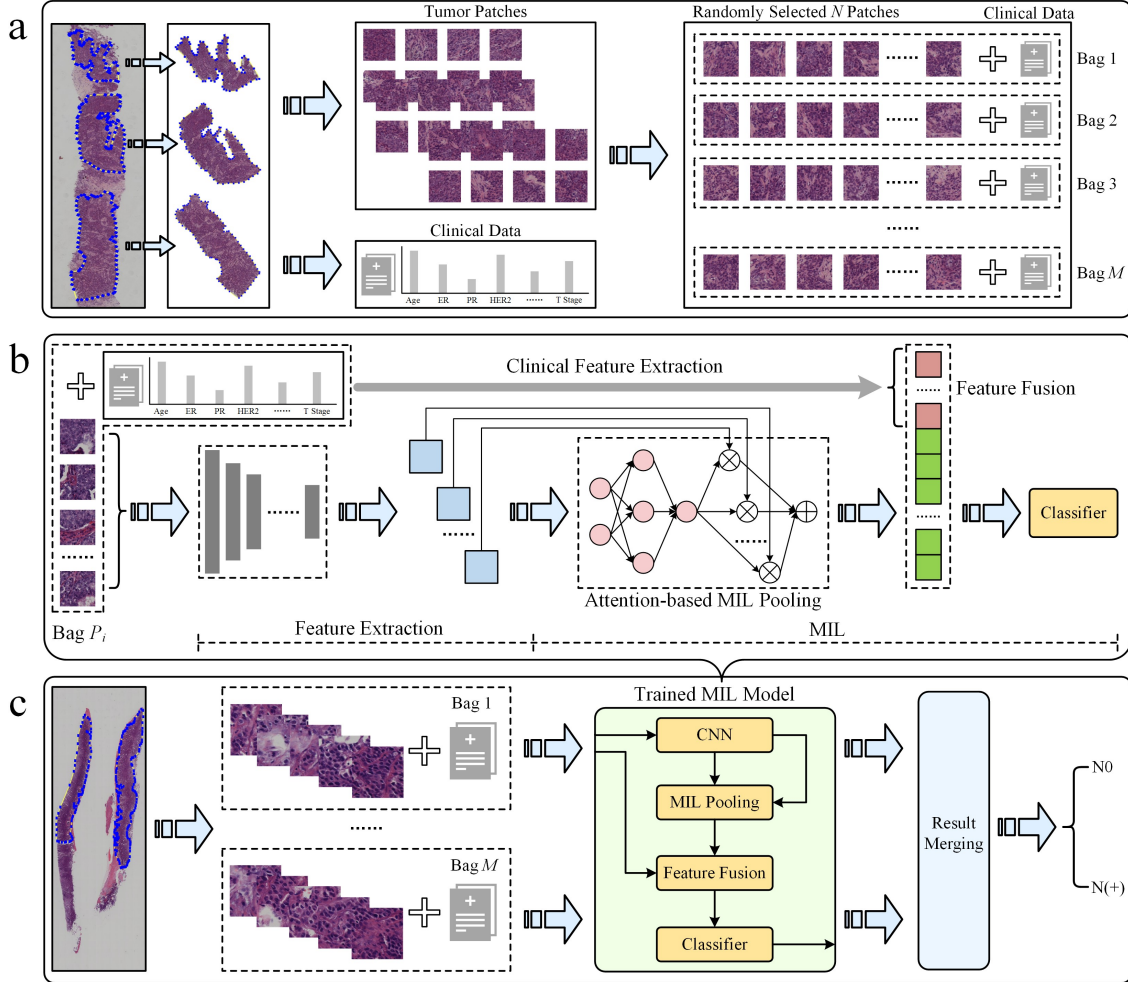 a
Tumor Patches
Randomly Selected N Patches
Clinical Data
Bag 1
Bag 2
Bag 3
......
Bag M
Clinical Data
Age ER PR HER2 ...... T Stage
b
Clinical Feature Extraction
Feature Fusion
Age ER PR HER2 ...... T Stage
Classifier
Attention-based MIL Pooling
Bag Pi
Feature Extraction
MIL
c
Trained MIL Model
Bag 1
CNN
MIL Pooling
Feature Fusion
Classifier
......
Bag M
Result
Merging
N0
N(+)